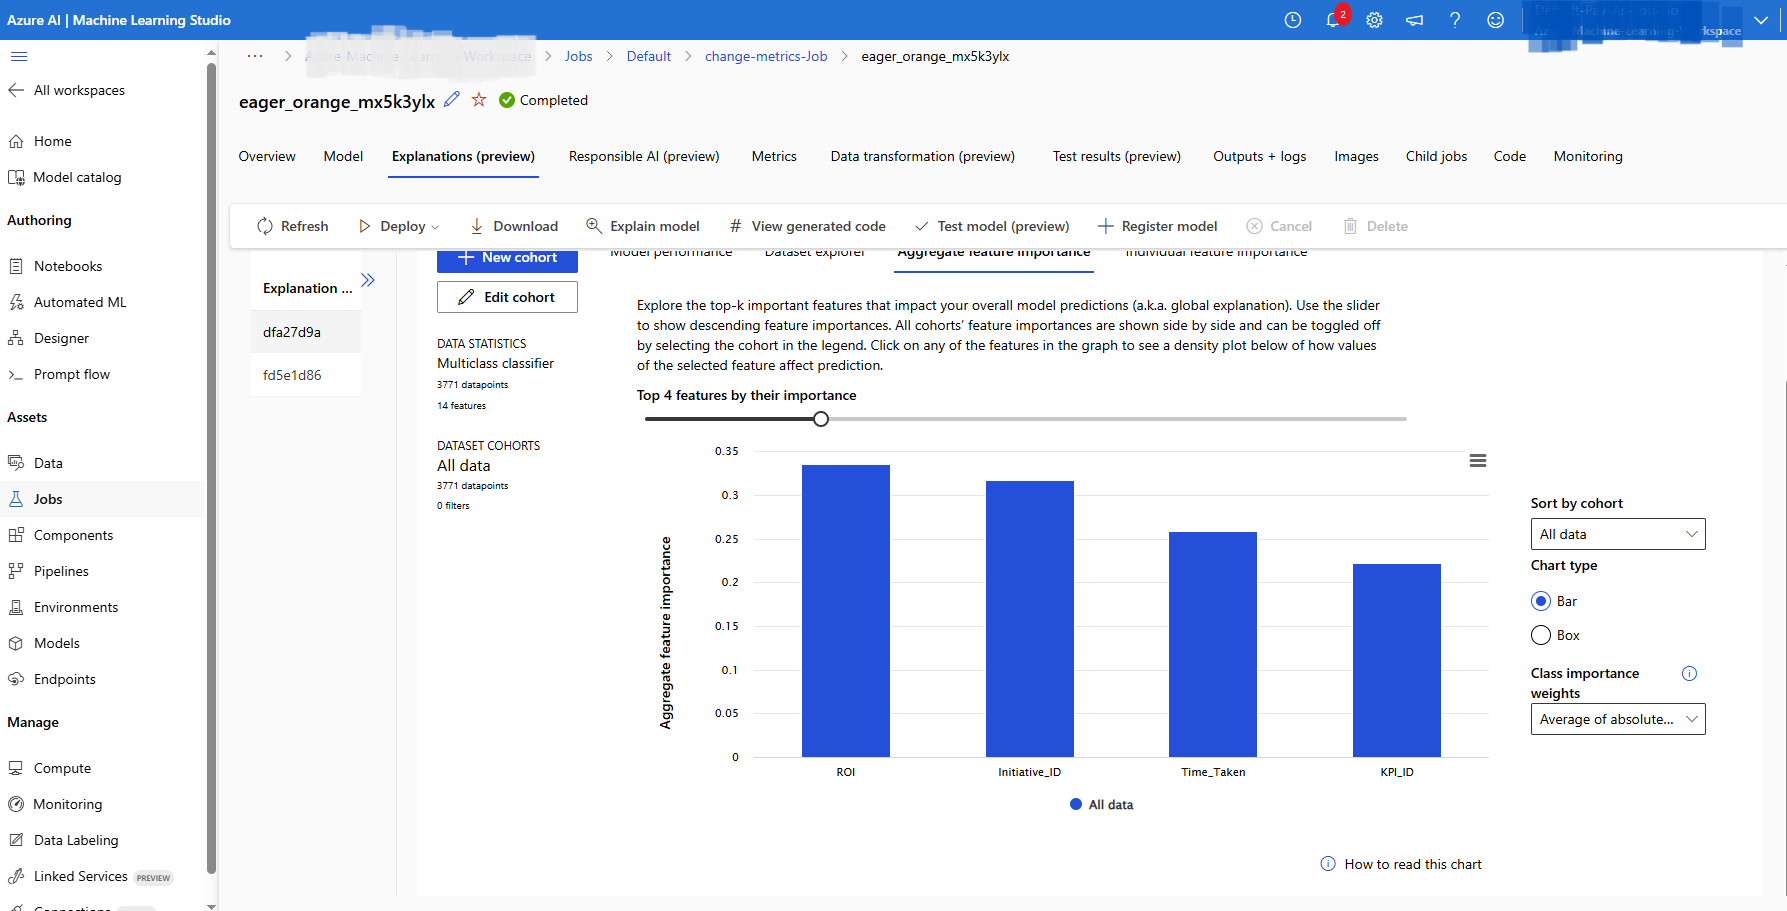 Azure AI | Machine Learning Studio
2
All workspaces
Home
Model catalog
Authoring
Notebooks
Automated ML
Designer
Prompt flow
Assets
Data
Jobs
Components
Pipelines
Environments
Models
Endpoints
Manage
Compute
Monitoring
Data Labeling
Linked Services PREVIEW
Connections
··· > Workspace > Jobs > Default > change-metrics-Job > eager_orange_mx5k3ylx
eager_orange_mx5k3ylx Completed
Overview Model Explanations (preview) Responsible AI (preview) Metrics Data transformation (preview) Test results (preview) Outputs + logs Images Child jobs Code Monitoring
Refresh Deploy Download Explain model # View generated code Test model (preview) Register model Cancel Delete
Explanation ...
dfa27d9a
fd5e1d86
New cohort
Edit cohort
DATA STATISTICS
Multiclass classifier
3771 datapoints
14 features
DATASET COHORTS
All data
3771 datapoints
0 filters
Model performance Dataset explorer Aggregate feature importance Individual feature importance
Explore the top-k important features that impact your overall model predictions (a.k.a. global explanation). Use the slider
to show descending feature importances. All cohorts’ feature importances are shown side by side and can be toggled off
by selecting the cohort in the legend. Click on any of the features in the graph to see a density plot below of how values
of the selected feature affect prediction.
Top 4 features by their importance
Aggregate feature importance
0.35
0.3
0.25
0.2
0.15
0.1
0.05
0
ROI Initiative_ID Time_Taken KPI_ID
All data
How to read this chart
Sort by cohort
All data
Chart type
Bar
Box
Class importance
weights
Average of absolute...